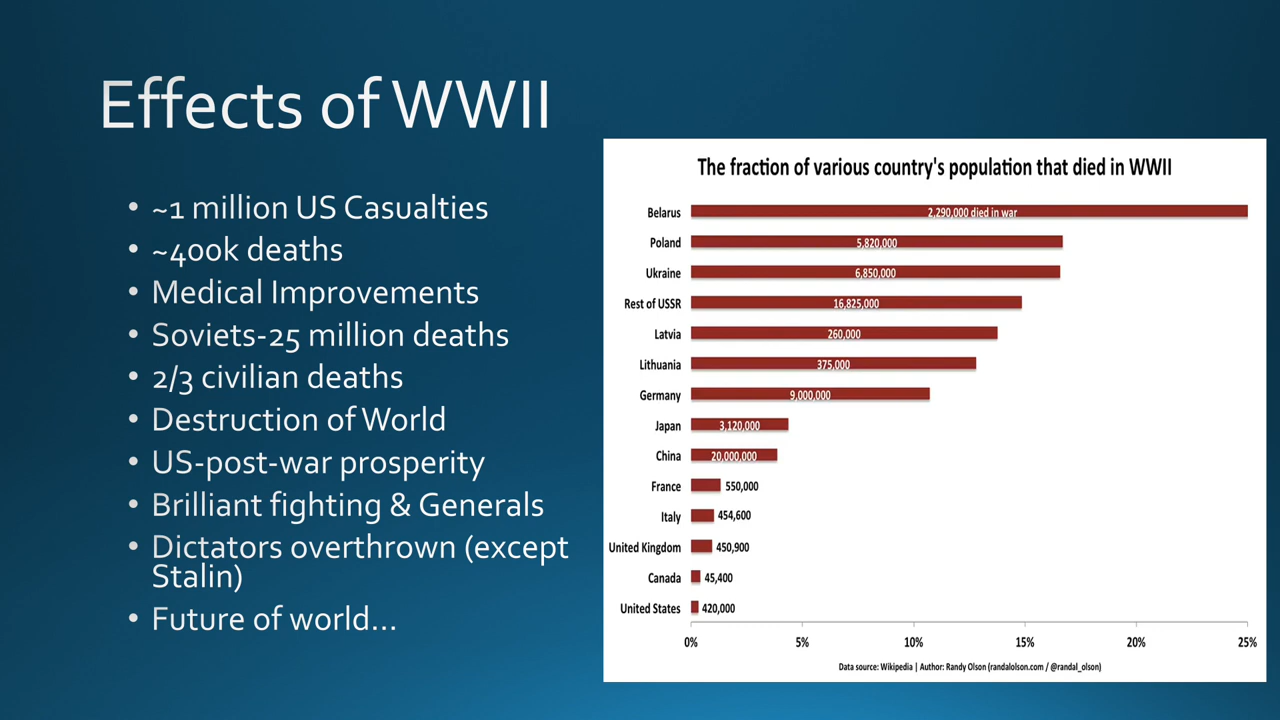 Effects of WWII
• ~1 million US Casualties
• ~400k deaths
• Medical Improvements
• Soviets-25 million deaths
• 2/3 civilian deaths
• Destruction of World
• US-post-war prosperity
• Brilliant fighting & Generals
• Dictators overthrown (except
Stalin)
• Future of world...
The fraction of various country's population that died in WWII
Belarus 2,290,000 died in war
Poland 5,820,000
Ukraine 6,850,000
Rest of USSR 16,825,000
Latvia 260,000
Lithuania 375,000
Germany 9,000,000
Japan 3,120,000
China 20,000,000
France 550,000
Italy 454,600
United Kingdom 450,900
Canada 45,400
United States 420,000
0% 5% 10% 15% 20% 25%
Data source: Wikipedia | Author: Randy Olson (randalolson.com / @randal_olson)